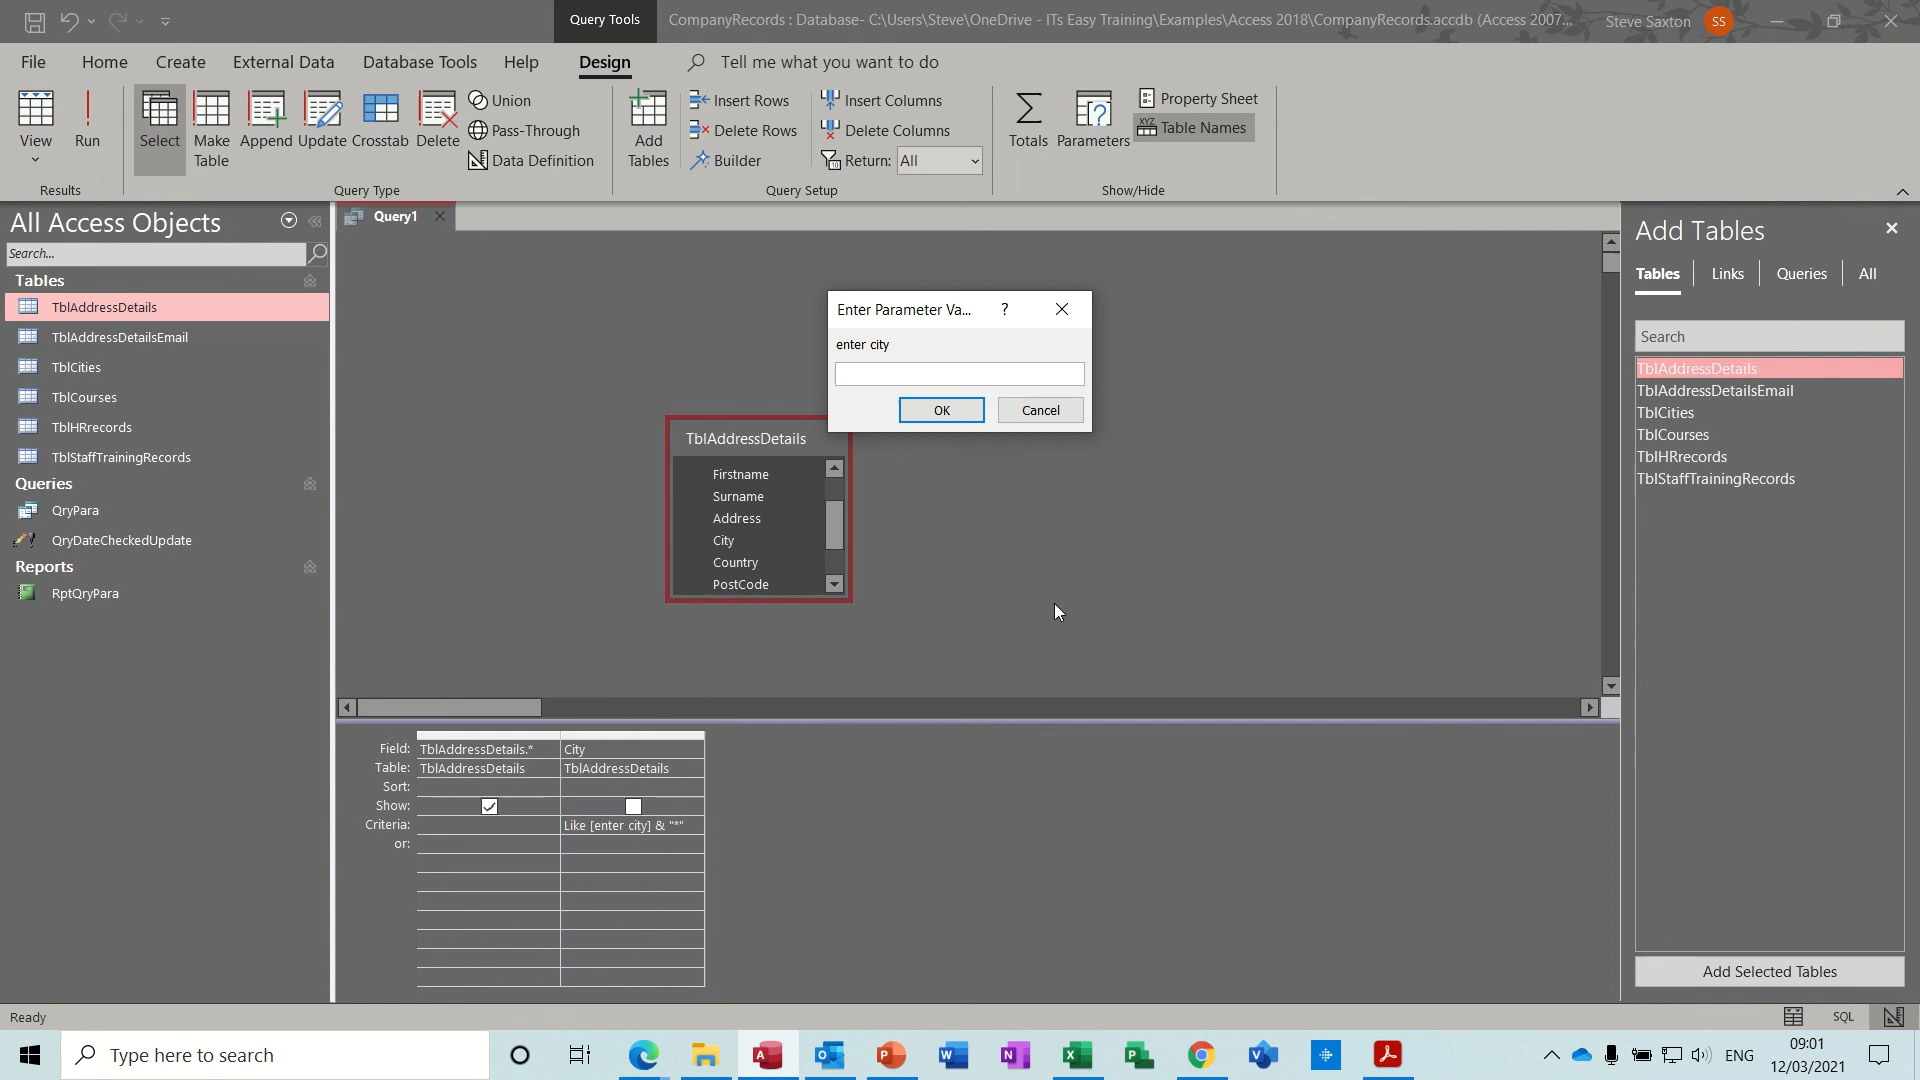 Query Tools
CompanyRecords : Database- C:\Users\Steve\OneDrive - ITs Easy Training\Examples\Access 2018\CompanyRecords.accdb (Access 2007...
Steve Saxton
SS
File Home Create External Data Database Tools Help Design Tell me what you want to do
View
Run
Select
Make Table
Append
Update
Crosstab
Delete
Union
Pass-Through
Data Definition
Add Tables
Insert Rows
Delete Rows
Builder
Insert Columns
Delete Columns
Return: All
Totals
Parameters
Property Sheet
XYZ Table Names
Results
Query Type
Query Setup
Show/Hide
All Access Objects
Search...
Tables
TblAddressDetails
TblAddressDetailsEmail
TblCities
TblCourses
TblHRrecords
TblStaffTrainingRecords
Queries
QryPara
QryDateCheckedUpdate
Reports
RptQryPara
Query1
Enter Parameter Va... ?
enter city
OK Cancel
TblAddressDetails
Firstname
Surname
Address
City
Country
PostCode
Field: TblAddressDetails.* City
Table: TblAddressDetails TblAddressDetails
Sort:
Show:
Criteria: Like [enter city] & "*"
or:
Add Tables
Tables Links Queries All
Search
TblAddressDetails
TblAddressDetailsEmail
TblCities
TblCourses
TblHRrecords
TblStaffTrainingRecords
Add Selected Tables
Ready
SQL
Type here to search
ENG
09:01
12/03/2021